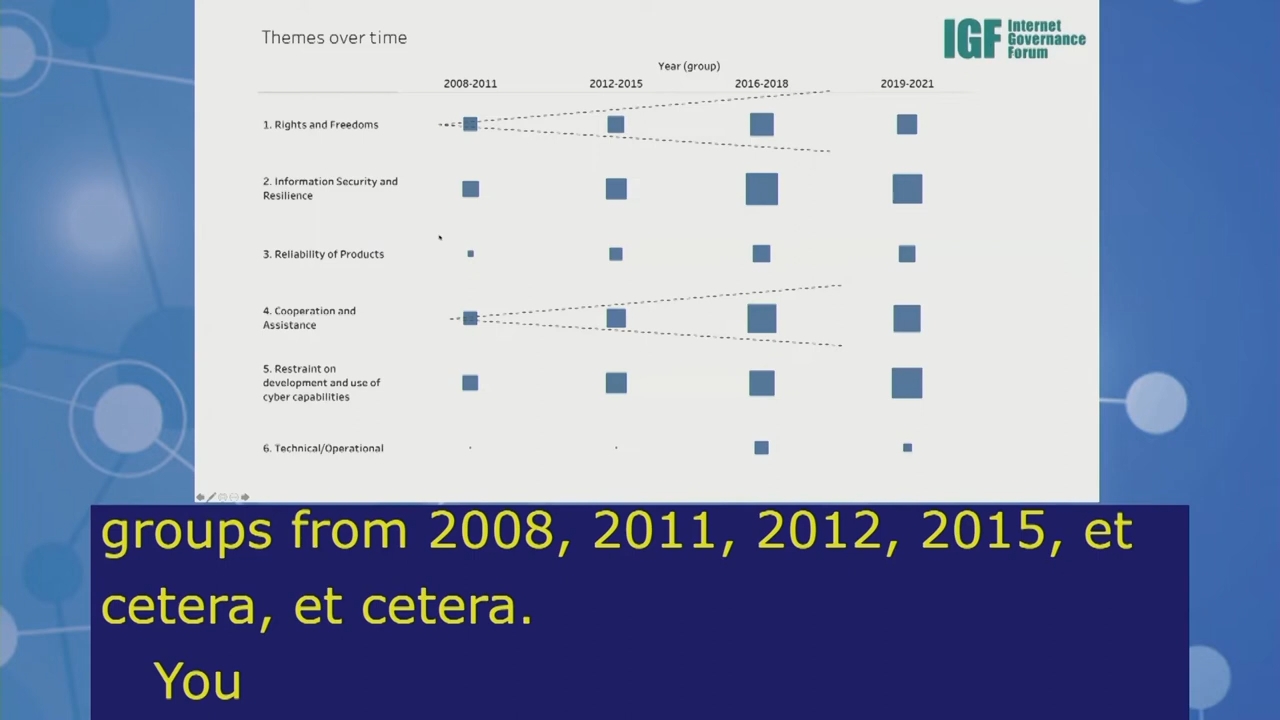 Themes over time
IGF Internet
Governance
Forum
Year (group)
2008-2011 2012-2015 2016-2018 2019-2021
1. Rights and Freedoms
2. Information Security and
Resilience
3. Reliability of Products
4. Cooperation and
Assistance
5. Restraint on
development and use of
cyber capabilities
6. Technical/Operational
groups from 2008, 2011, 2012, 2015, et
cetera, et cetera.
You